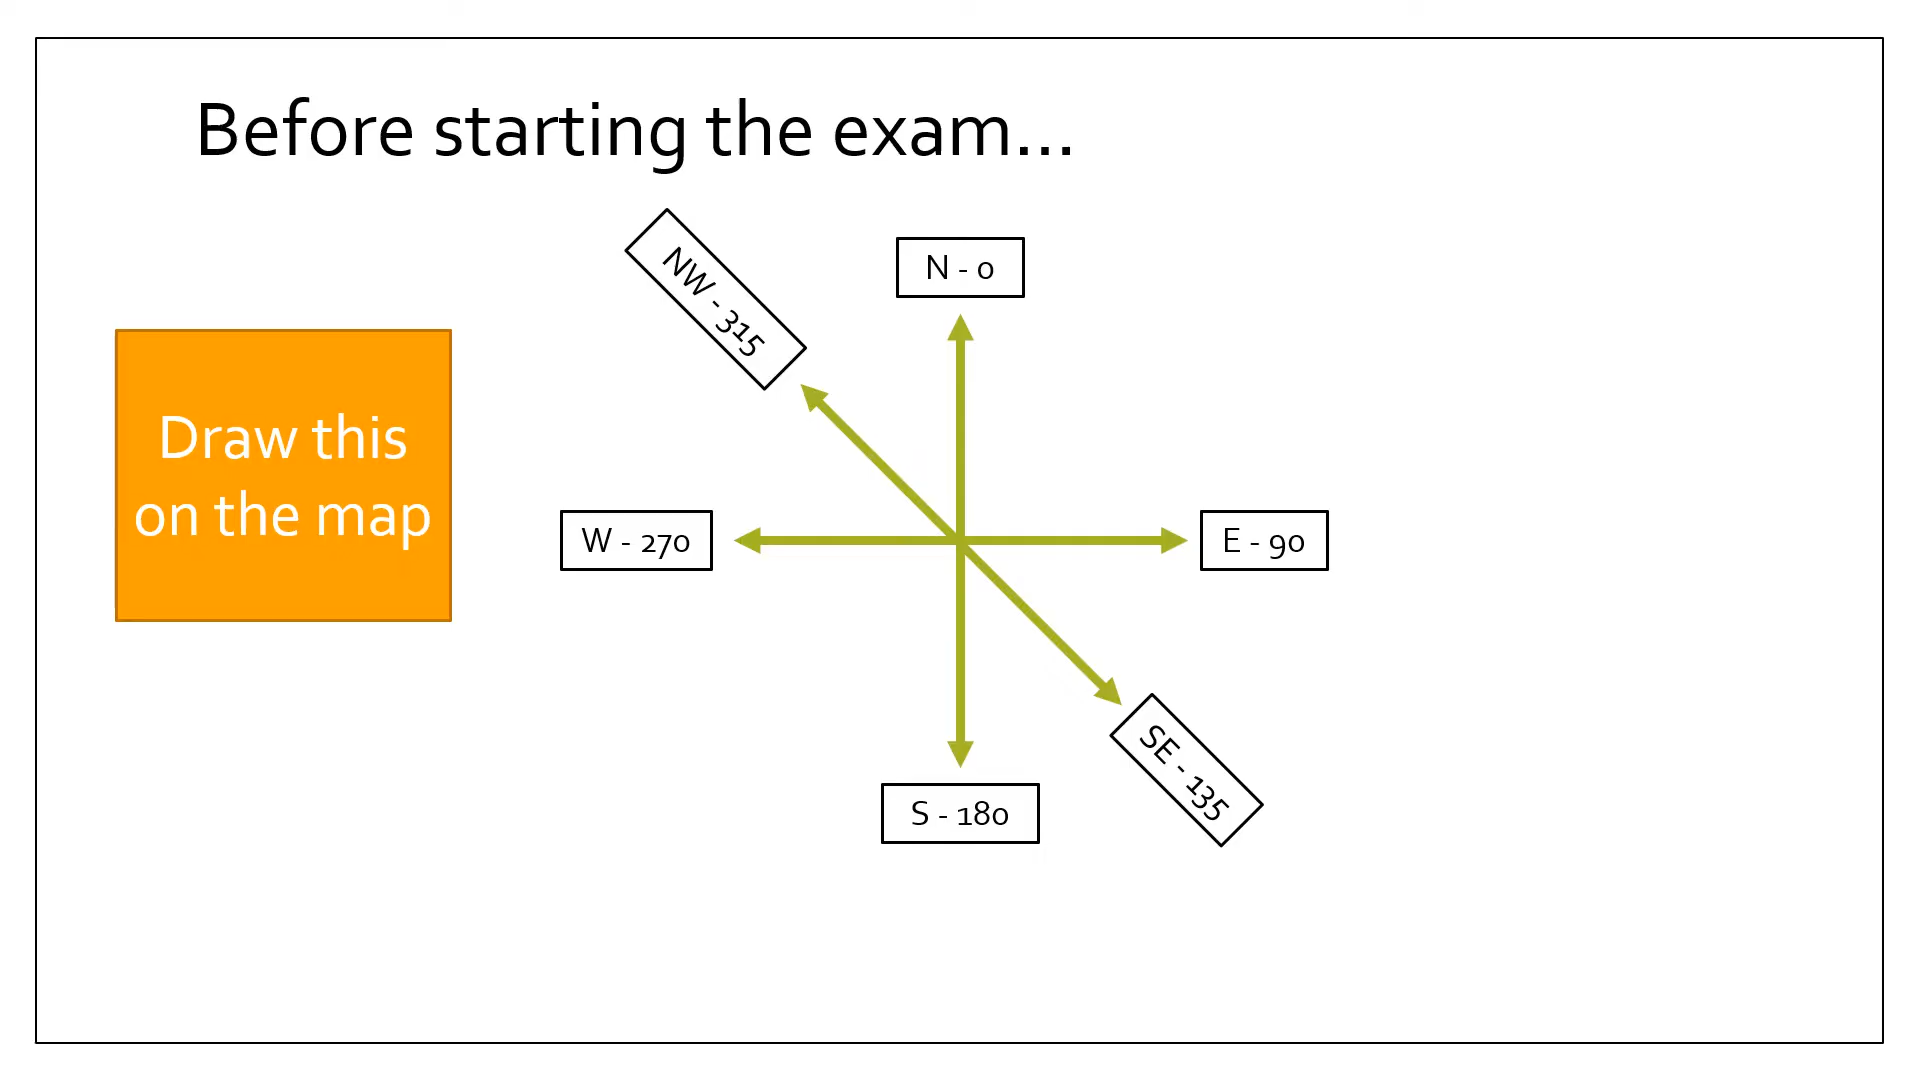 Before starting the exam...
NW - 315
N - 0
Draw this
on the map
W - 270
E - 90
SE - 135
S - 180